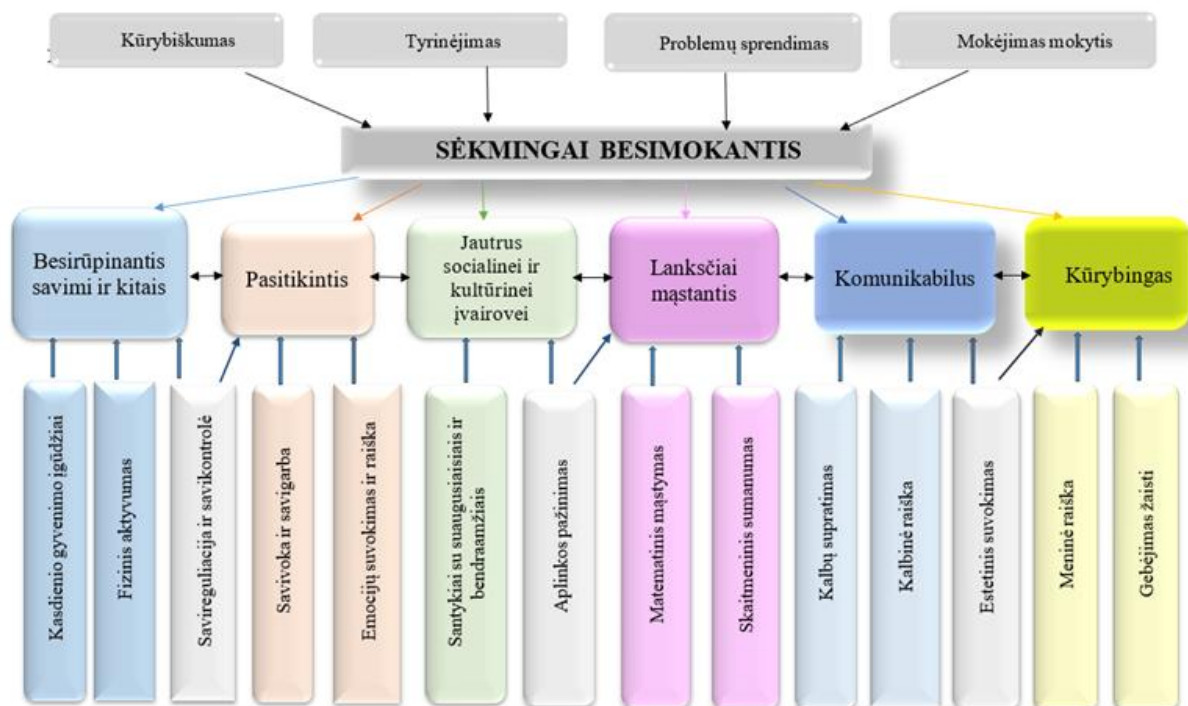 Kūrybiškumas
Tyrinėjimas
Problemų sprendimas
Mokėjimas mokytis
SĖKMINGAI BESIMOKANTIS
Besirūpinantis
savimi ir kitais
Pasitikintis
Jautrus
socialinei ir
kultūrinei
įvairovei
Lanksčiai
mąstantis
Komunikabilus
Kūrybingas
Kasdienio gyvenimo įgūdžiai
Fizinis aktyvumas
Savireguliacija ir savikontrolė
Savivoka ir savigarba
Emocijų suvokimas ir raiška
Santykiai su suaugusiaisiais ir
bendraamžiais
Aplinkos pažinimas
Matematinis mąstymas
Skaitmeninis sumanumas
Kalbų supratimas
Kalbinė raiška
Estetinis suvokimas
Meninė raiška
Gebėjimas žaisti